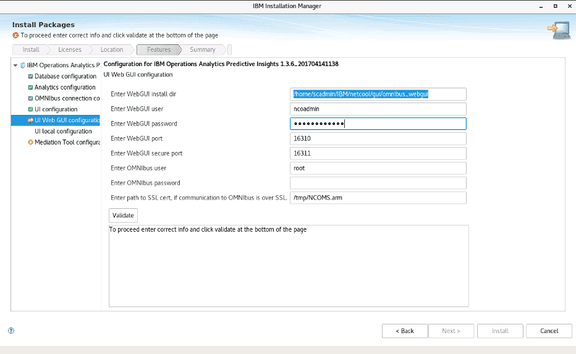 IBM Installation Manager
Install Packages
To proceed enter correct info and click validate at the bottom of the page
Install
Licenses
Location
Features
Summary
IBM Operations Analytics P
Database configuration
Analytics configuration
OMNIbus connection co
UI configuration
UI Web GUI configuratio
UI local configuration
Mediation Tool configura
Configuration for IBM Operations Analytics Predictive Insights 1.3.6..201704141138
UI Web GUI configuration
Enter WebGUI install dir
/home/scadmin/IBM/netcool/gui/omnibus_webgui
Enter WebGUI user
ncoadmin
Enter WebGUI password
••••••••••••
Enter WebGUI port
16310
Enter WebGUI secure port
16311
Enter OMNIbus user
root
Enter OMNIbus password
Enter path to SSL cert, if communication to OMNIbus is over SSL.
/tmp/NCOMS.arm
Validate
To proceed enter correct info and click validate at the bottom of the page
?
< Back
Next >
Install
Cancel